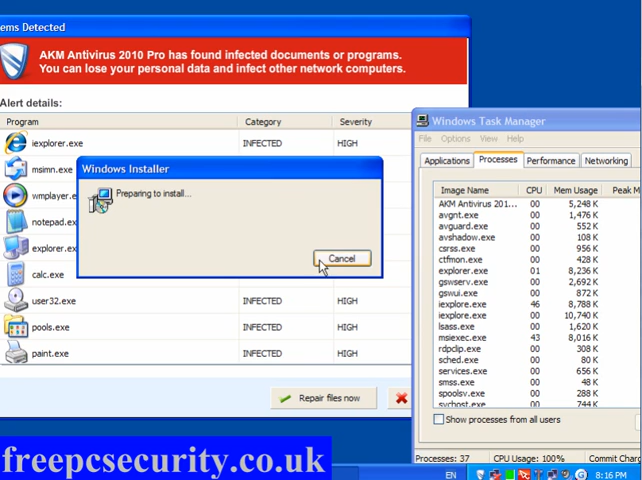 ems Detected
AKM Antivirus 2010 Pro has found infected documents or programs.
You can lose your personal data and infect other network computers.
Alert details:
Program Category Severity
iexplorer.exe INFECTED HIGH
msimn.exe
wmplayer.e
notepad.ex
explorer.ex
calc.exe
user32.exe INFECTED HIGH
pools.exe INFECTED HIGH
paint.exe INFECTED HIGH
Repair files now
Windows Installer
Preparing to install...
Cancel
Windows Task Manager
File Options View Help
Applications Processes Performance Networking
Image Name CPU Mem Usage Peak M
AKM Antivirus 201... 00 5,248 K
avgnt.exe 00 1,476 K
avguard.exe 00 552 K
avshadow.exe 00 108 K
csrss.exe 00 956 K
ctfmon.exe 00 428 K
explorer.exe 01 8,236 K
gswserv.exe 00 2,692 K
gswui.exe 00 872 K
iexplore.exe 46 8,788 K
iexplore.exe 00 10,740 K
lsass.exe 00 1,620 K
msiexec.exe 43 8,016 K
rdpclip.exe 00 308 K
sched.exe 00 80 K
services.exe 00 656 K
smss.exe 00 48 K
spoolsv.exe 00 288 K
svchost.exe 00 744 K
Show processes from all users
Processes: 37 CPU Usage: 100% Commit Charg
freepcsecurity.co.uk
EN 8:16 PM